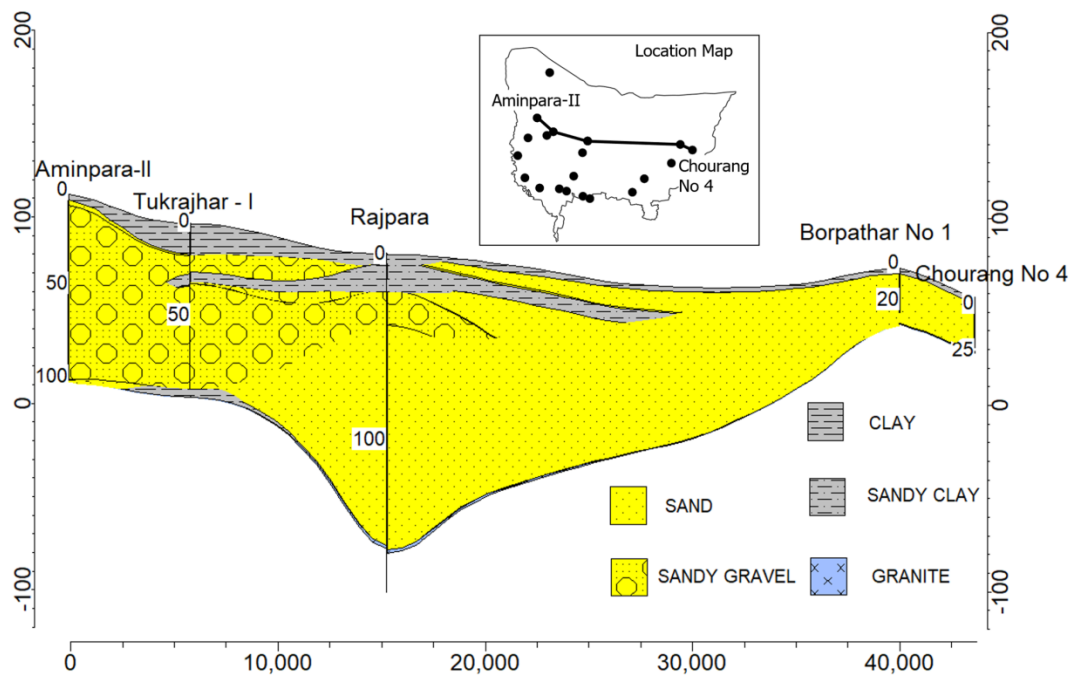 200
200
Location Map
Aminpara-II
Chourang
No 4
Aminpara-II
0
Tukrajhar - I
0
Rajpara
0
Borpathar No 1
0
Chourang No 4
0
100
100
50
50
20
25
100
100
0
0
-100
-100
CLAY
SAND
SANDY CLAY
SANDY GRAVEL
GRANITE
0
10,000
20,000
30,000
40,000